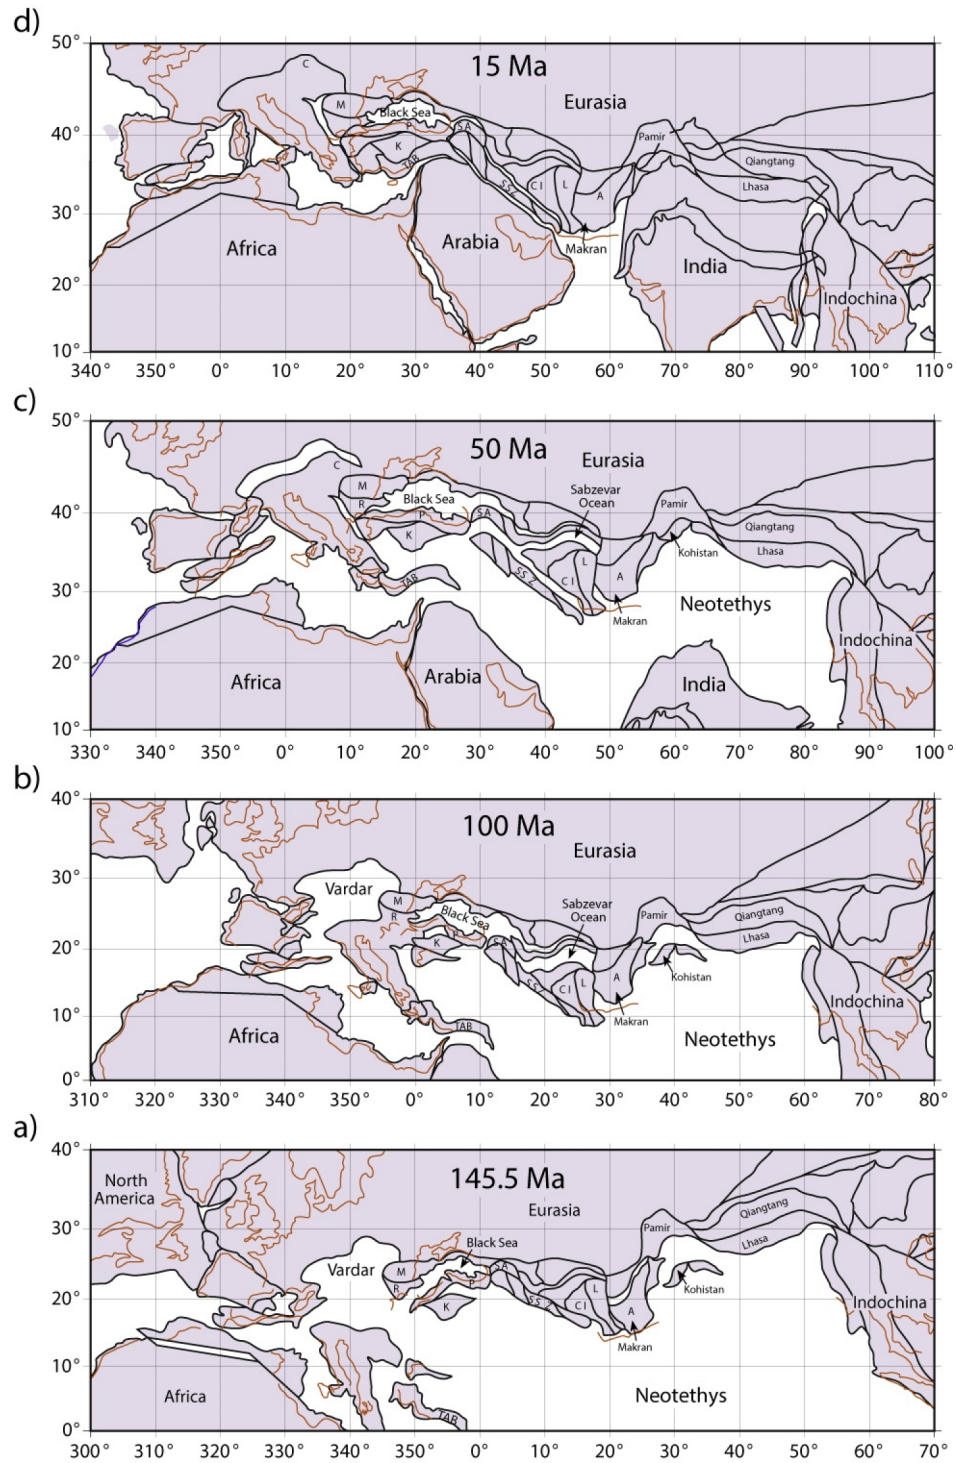 d)
50°
15 Ma
C
M
Black Sea
Eurasia
40°
P
SA
Pamir
K
Qiangtang
TAB
SSZ
CI
L
A
Lhasa
30°
Africa
Arabia
Makran
India
20°
Indochina
10°
340° 350° 0° 10° 20° 30° 40° 50° 60° 70° 80° 90° 100° 110°
c)
50°
50 Ma
Eurasia
C
M
Sabzevar
Ocean
R
Black Sea
Pamir
40°
P
SA
Qiangtang
K
Kohistan
Lhasa
TAB
SSZ
CI
L
A
30°
Neotethys
Makran
Indochina
20°
Africa
Arabia
India
10°
330° 340° 350° 0° 10° 20° 30° 40° 50° 60° 70° 80° 90° 100°
b)
40°
100 Ma
Eurasia
30°
Vardar
M
Sabzevar
Ocean
R
Black Sea
Pamir
Qiangtang
P
Lhasa
20°
K
SA
A
Kohistan
SSZ
CI
L
Indochina
10°
Makran
TAB
Africa
Neotethys
0°
310° 320° 330° 340° 350° 0° 10° 20° 30° 40° 50° 60° 70° 80°
a)
40°
145.5 Ma
North
America
Eurasia
Qiangtang
30°
Pamir
Black Sea
Lhasa
Vardar
M
SA
R
P
L
Kohistan
20°
K
SSZ
CI
A
Indochina
Makran
10°
Africa
Neotethys
TAB
0°
300° 310° 320° 330° 340° 350° 0° 10° 20° 30° 40° 50° 60° 70°